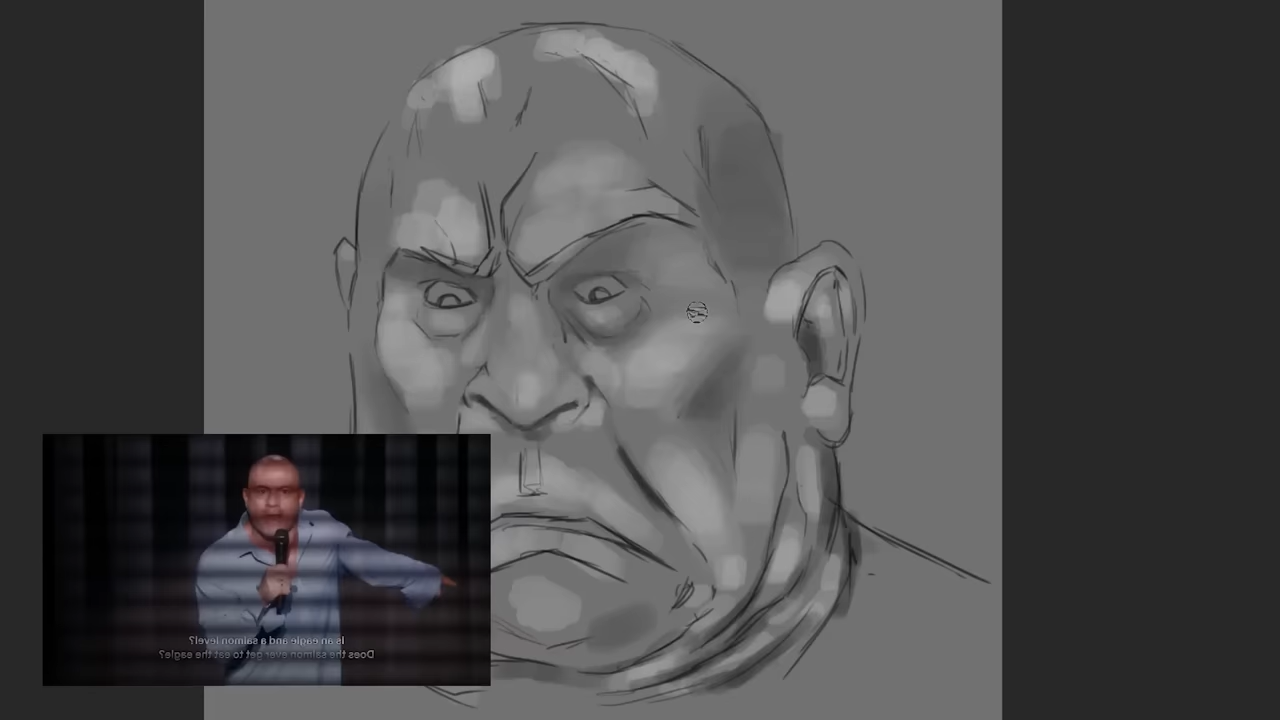 Is an eagle and a salmon level?
Does the salmon ever get to eat the eagle?